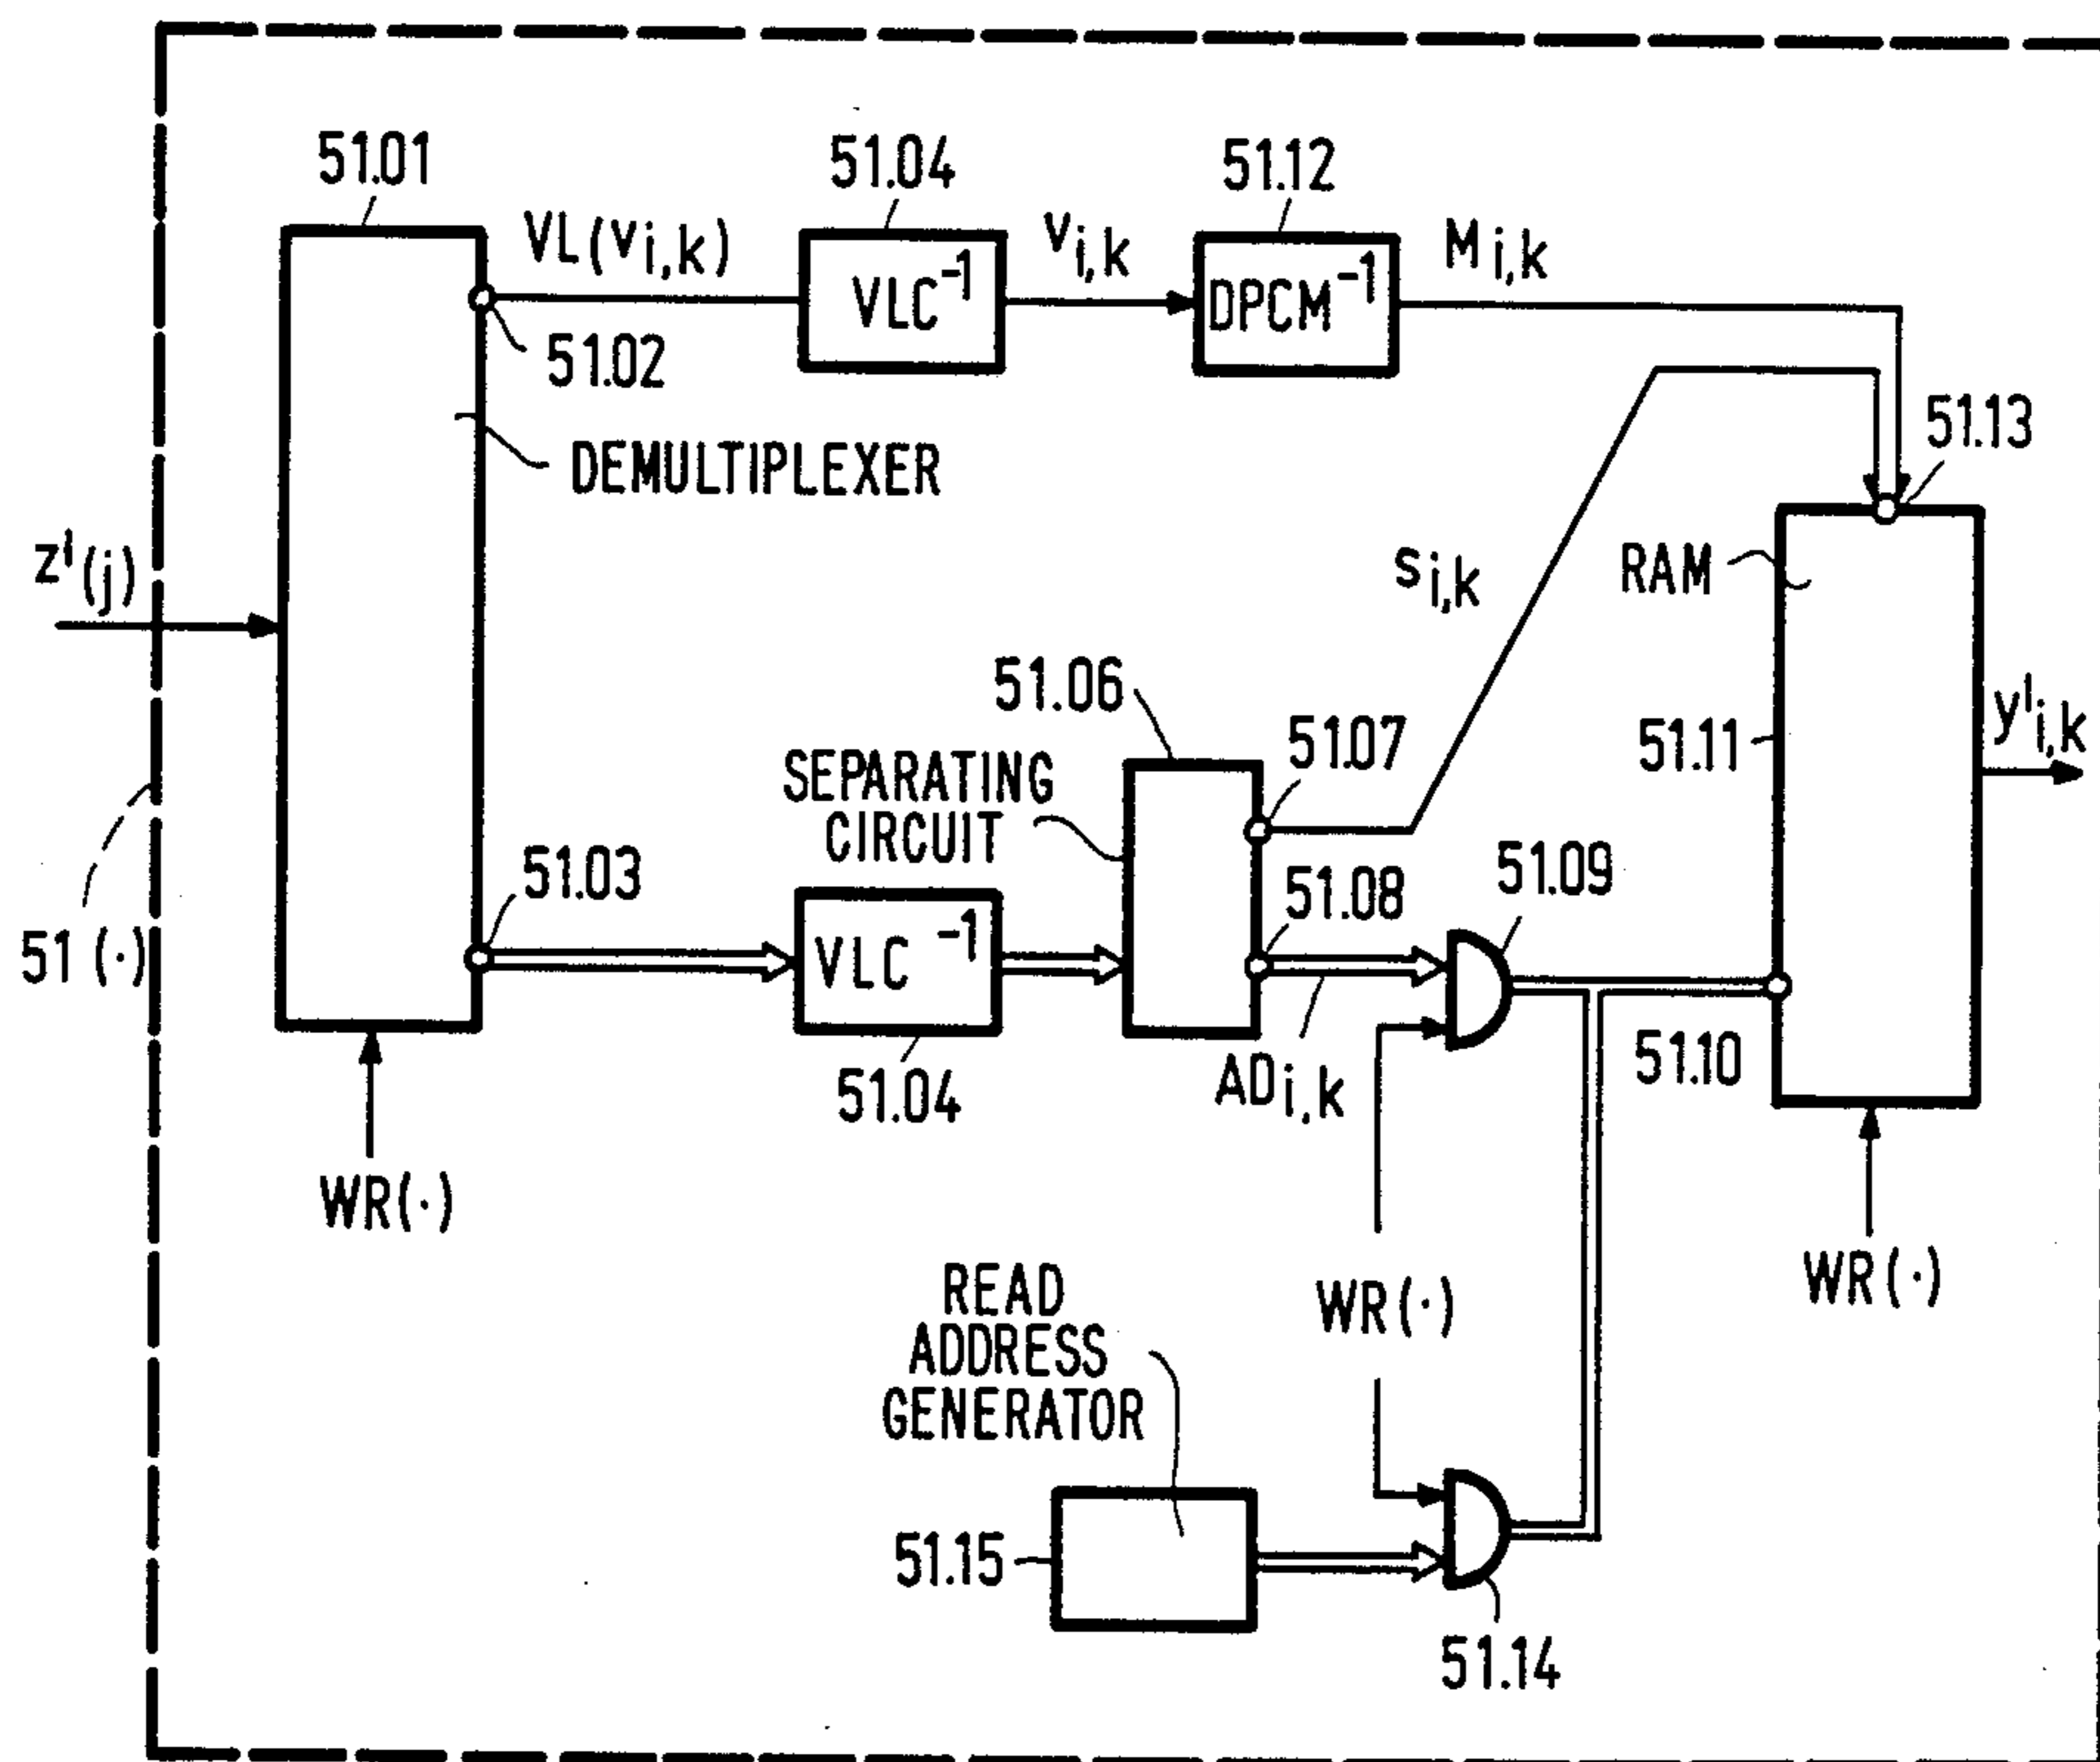 51.01
51.04
51.12
VL(vi,k)
vi,k
Mi,k
VLC-1
DPCM-1
51.02
51.13
DEMULTIPLEXER
z'(j)
RAM
si,k
51.06
51.07
51.11
y'i,k
SEPARATING
CIRCUIT
51.03
51.08
51.09
51(·)
VLC-1
51.10
51.04
ADi,k
WR(·)
WR(·)
WR(·)
READ
ADDRESS
GENERATOR
51.15
51.14